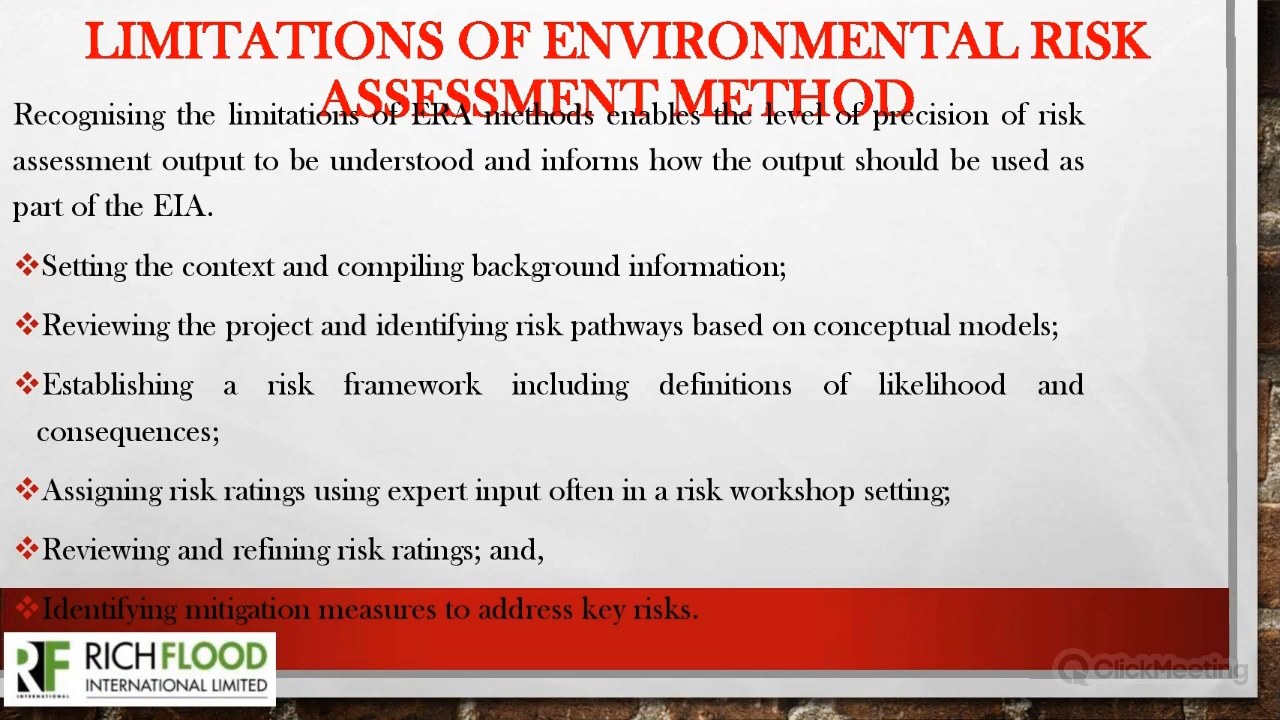 LIMITATIONS OF ENVIRONMENTAL RISK
ASSESSMENT METHOD
Recognising the limitations of ERA methods enables the level of precision of risk
assessment output to be understood and informs how the output should be used as
part of the EIA.
❖Setting the context and compiling background information;
❖Reviewing the project and identifying risk pathways based on conceptual models;
❖Establishing a risk framework including definitions of likelihood and
consequences;
❖Assigning risk ratings using expert input often in a risk workshop setting;
❖Reviewing and refining risk ratings; and,
❖Identifying mitigation measures to address key risks.
RF
INTERNATIONAL
RICHFLOOD
INTERNATIONAL LIMITED
ClickMeeting